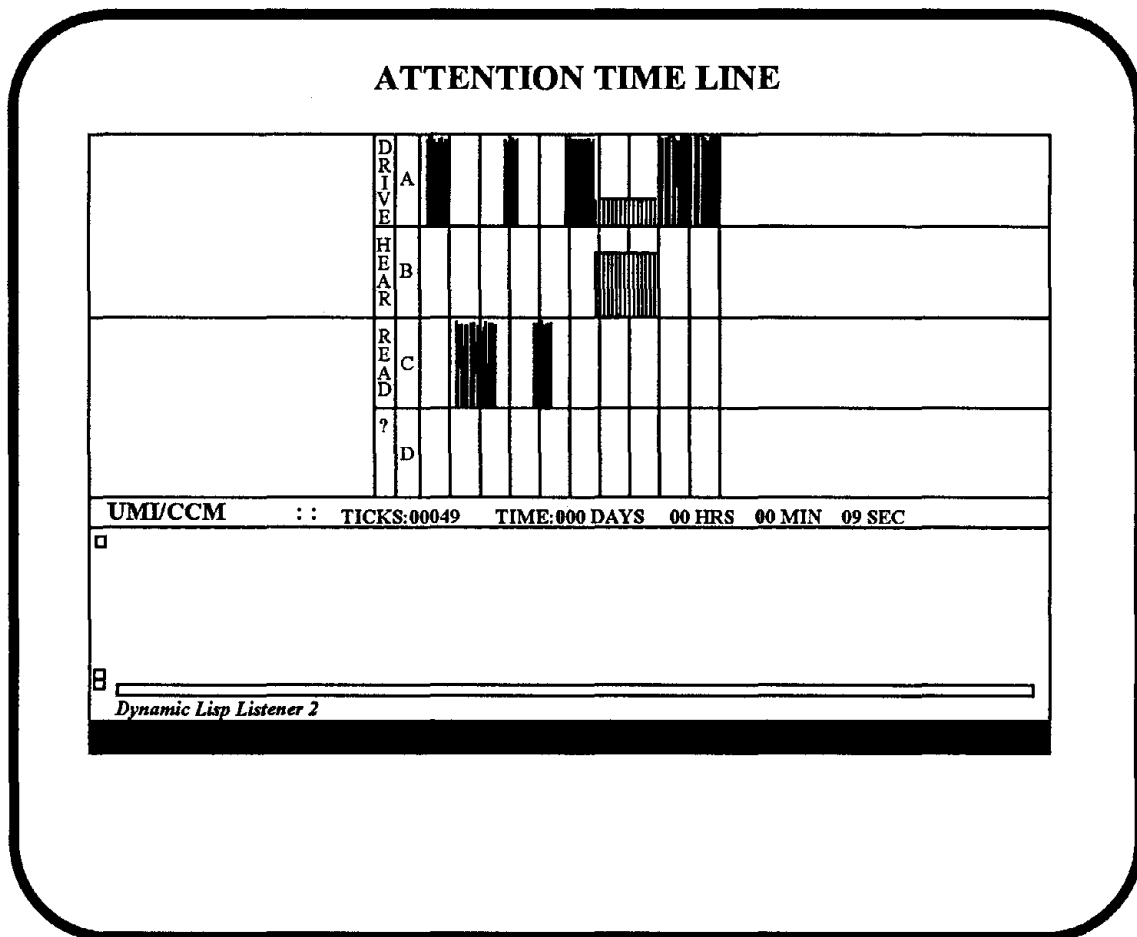 ATTENTION TIME LINE
DRIVE A
HEAR B
READ C
? D
UMI/CCM :: TICKS:00049 TIME:000 DAYS 00 HRS 00 MIN 09 SEC
Dynamic Lisp Listener 2